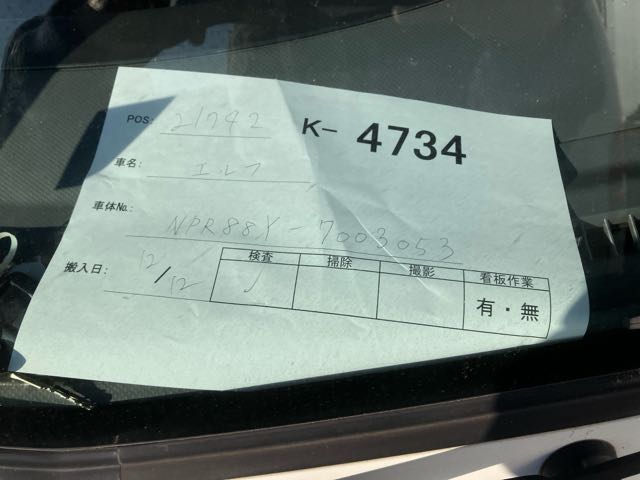 POS: 21742 K- 4734
車名: エルフ
車体No.: NPR88Y-7003053
搬入日: 12/12
検査 掃除 撮影 看板作業
✓ 有・無